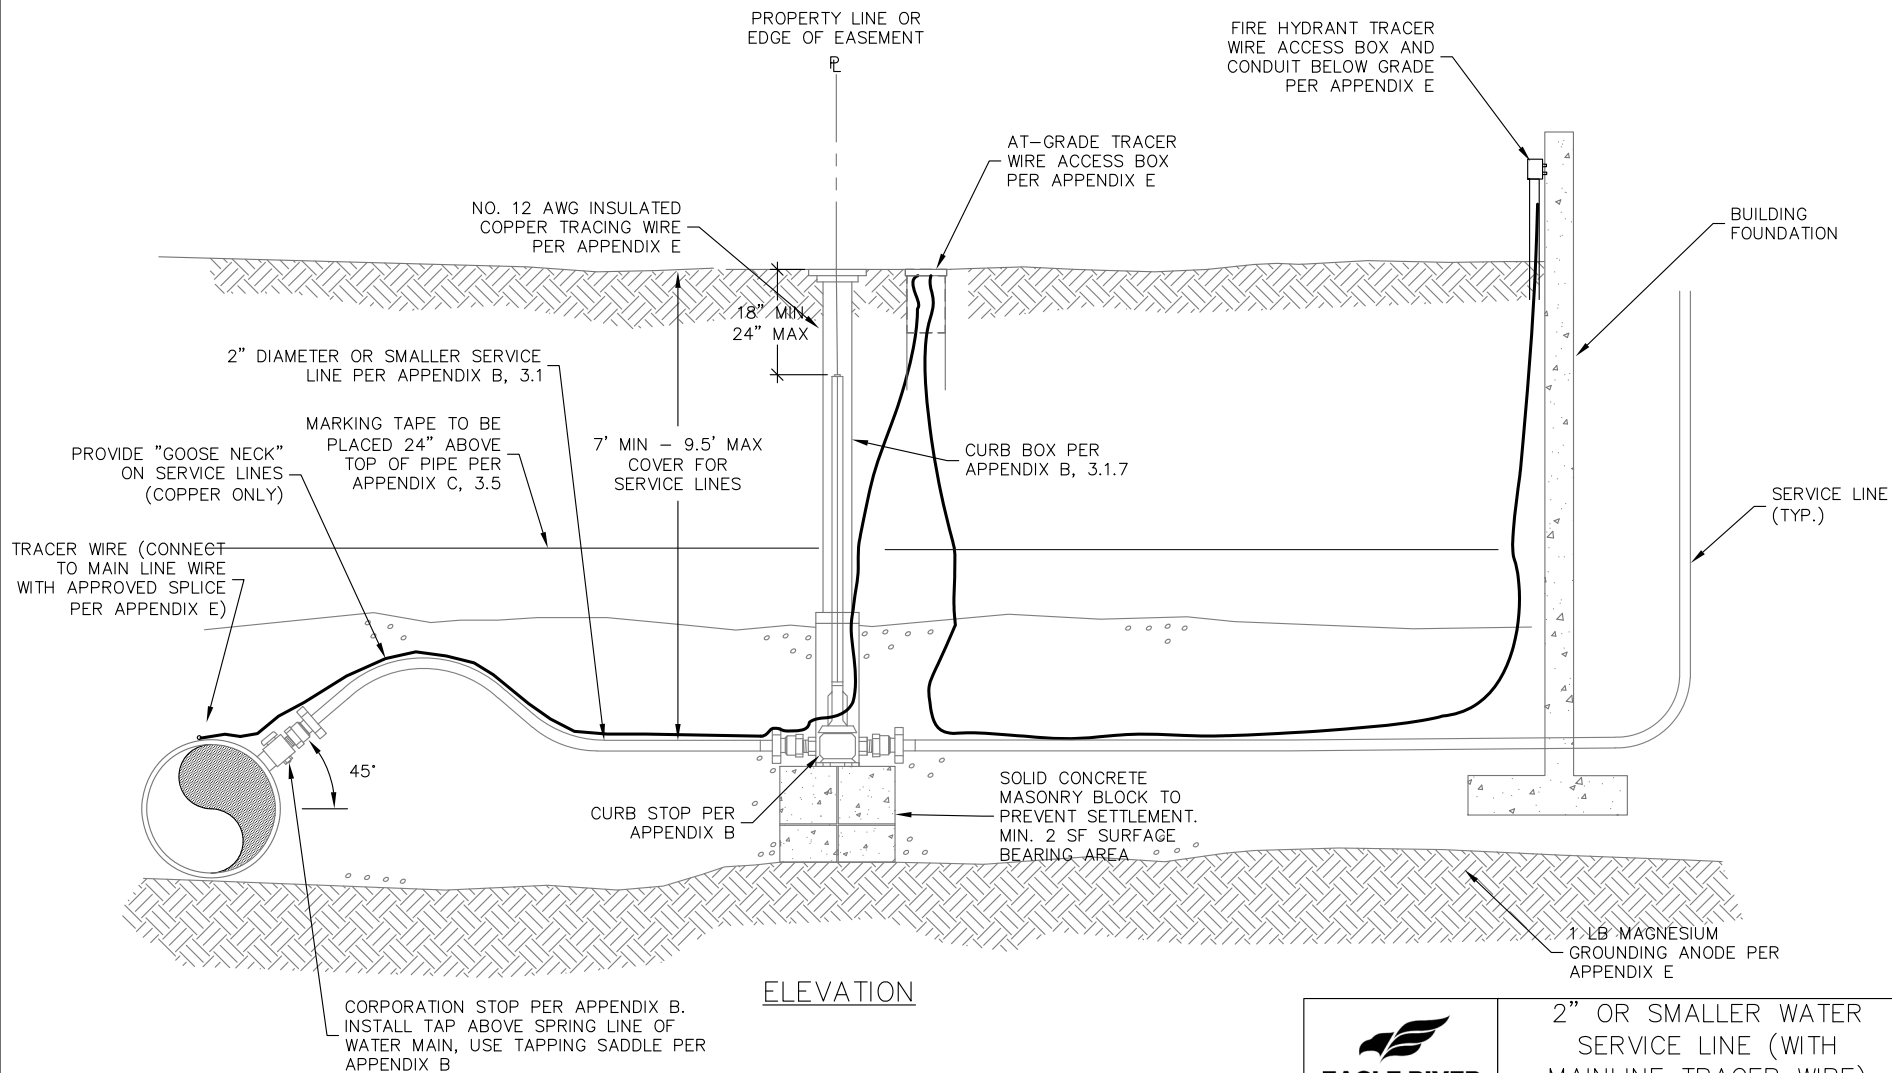 PROPERTY LINE OR
EDGE OF EASEMENT
PL
FIRE HYDRANT TRACER
WIRE ACCESS BOX AND
CONDUIT BELOW GRADE
PER APPENDIX E
AT-GRADE TRACER
WIRE ACCESS BOX
PER APPENDIX E
NO. 12 AWG INSULATED
COPPER TRACING WIRE
PER APPENDIX E
BUILDING
FOUNDATION
18" MIN
24" MAX
2" DIAMETER OR SMALLER SERVICE
LINE PER APPENDIX B, 3.1
MARKING TAPE TO BE
PLACED 24" ABOVE
TOP OF PIPE PER
APPENDIX C, 3.5
7' MIN - 9.5' MAX
COVER FOR
SERVICE LINES
CURB BOX PER
APPENDIX B, 3.1.7
PROVIDE "GOOSE NECK"
ON SERVICE LINES
(COPPER ONLY)
SERVICE LINE
(TYP.)
TRACER WIRE (CONNECT
TO MAIN LINE WIRE
WITH APPROVED SPLICE
PER APPENDIX E)
45°
CURB STOP PER
APPENDIX B
SOLID CONCRETE
MASONRY BLOCK TO
PREVENT SETTLEMENT.
MIN. 2 SF SURFACE
BEARING AREA
1 LB MAGNESIUM
GROUNDING ANODE PER
APPENDIX E
ELEVATION
CORPORATION STOP PER APPENDIX B.
INSTALL TAP ABOVE SPRING LINE OF
WATER MAIN, USE TAPPING SADDLE PER
APPENDIX B
EAGLE RIVER
2" OR SMALLER WATER
SERVICE LINE (WITH
MAINLINE TRACER WIRE)